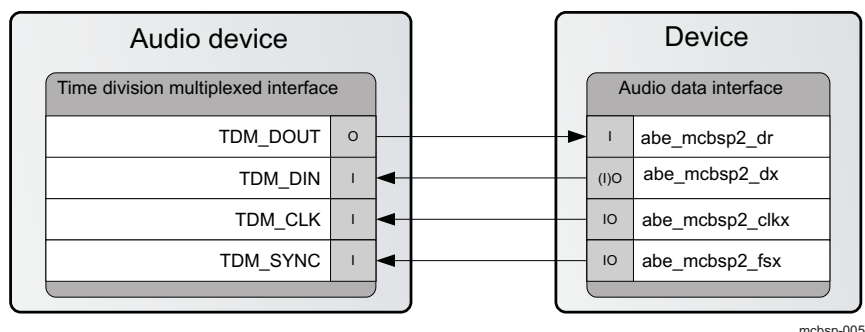 Audio device
Device
Time division multiplexed interface
Audio data interface
TDM_DOUT O I abe_mcbsp2_dr
TDM_DIN I (I)O abe_mcbsp2_dx
TDM_CLK I IO abe_mcbsp2_clkx
TDM_SYNC I IO abe_mcbsp2_fsx
mcbsp-005